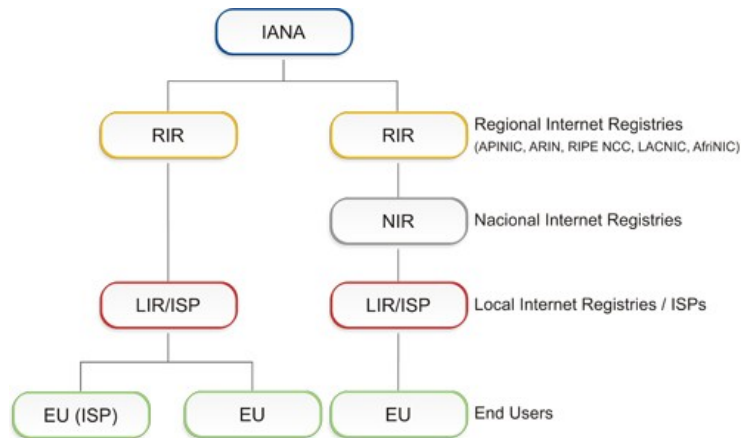 IANA
RIR
RIR
Regional Internet Registries
(APINIC, ARIN, RIPE NCC, LACNIC, AfriNIC)
NIR
Nacional Internet Registries
LIR/ISP
LIR/ISP
Local Internet Registries / ISPs
EU (ISP)
EU
EU
End Users